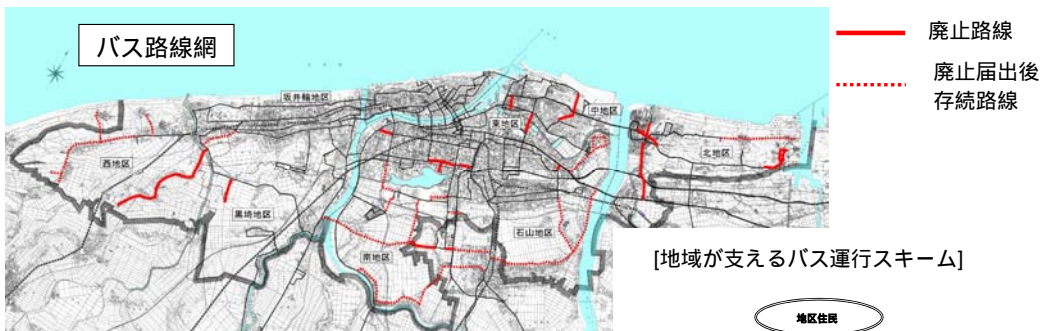 バス路線網
廃止路線
廃止届出後
存続路線
坂井輪地区
中地区
東地区
北地区
西地区
黒埼地区
石山地区
南地区
[地域が支えるバス運行スキーム]
地区住民